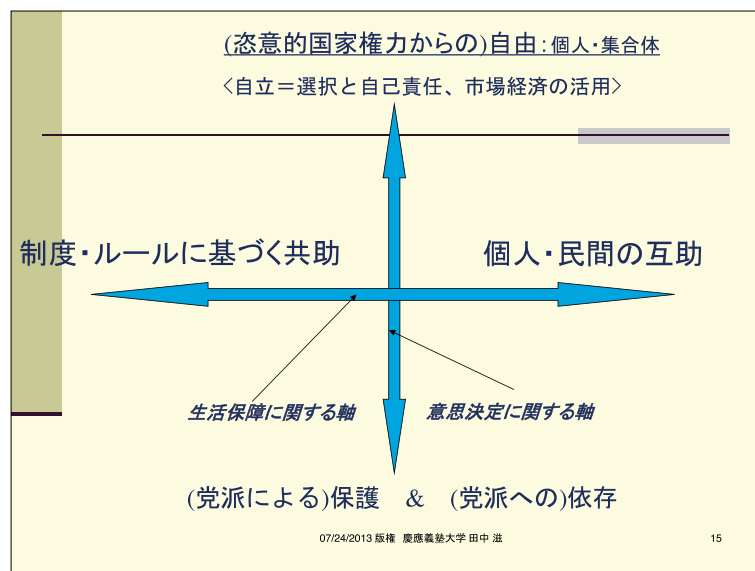 (恣意的国家権力からの)自由：個人・集合体
<自立＝選択と自己責任、市場経済の活用>
制度・ルールに基づく共助
個人・民間の互助
生活保障に関する軸
意思決定に関する軸
(党派による)保護　&　(党派への)依存
07/24/2013 版権 慶應義塾大学 田中 滋
15